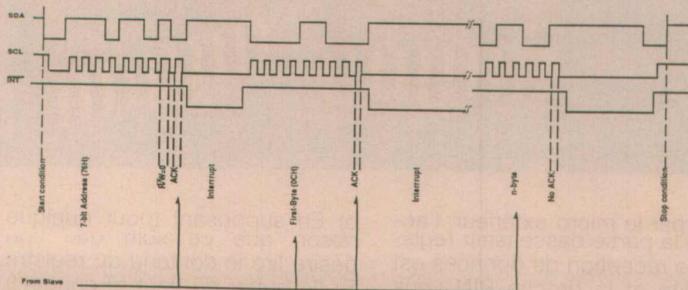 SDA
SCL
INT
Start condition
7-bit Address (76H)
R/W=0
ACK
Interrupt
First-Byte (0CH)
ACK
Interrupt
n-byte
No ACK
Stop condition
From Slave